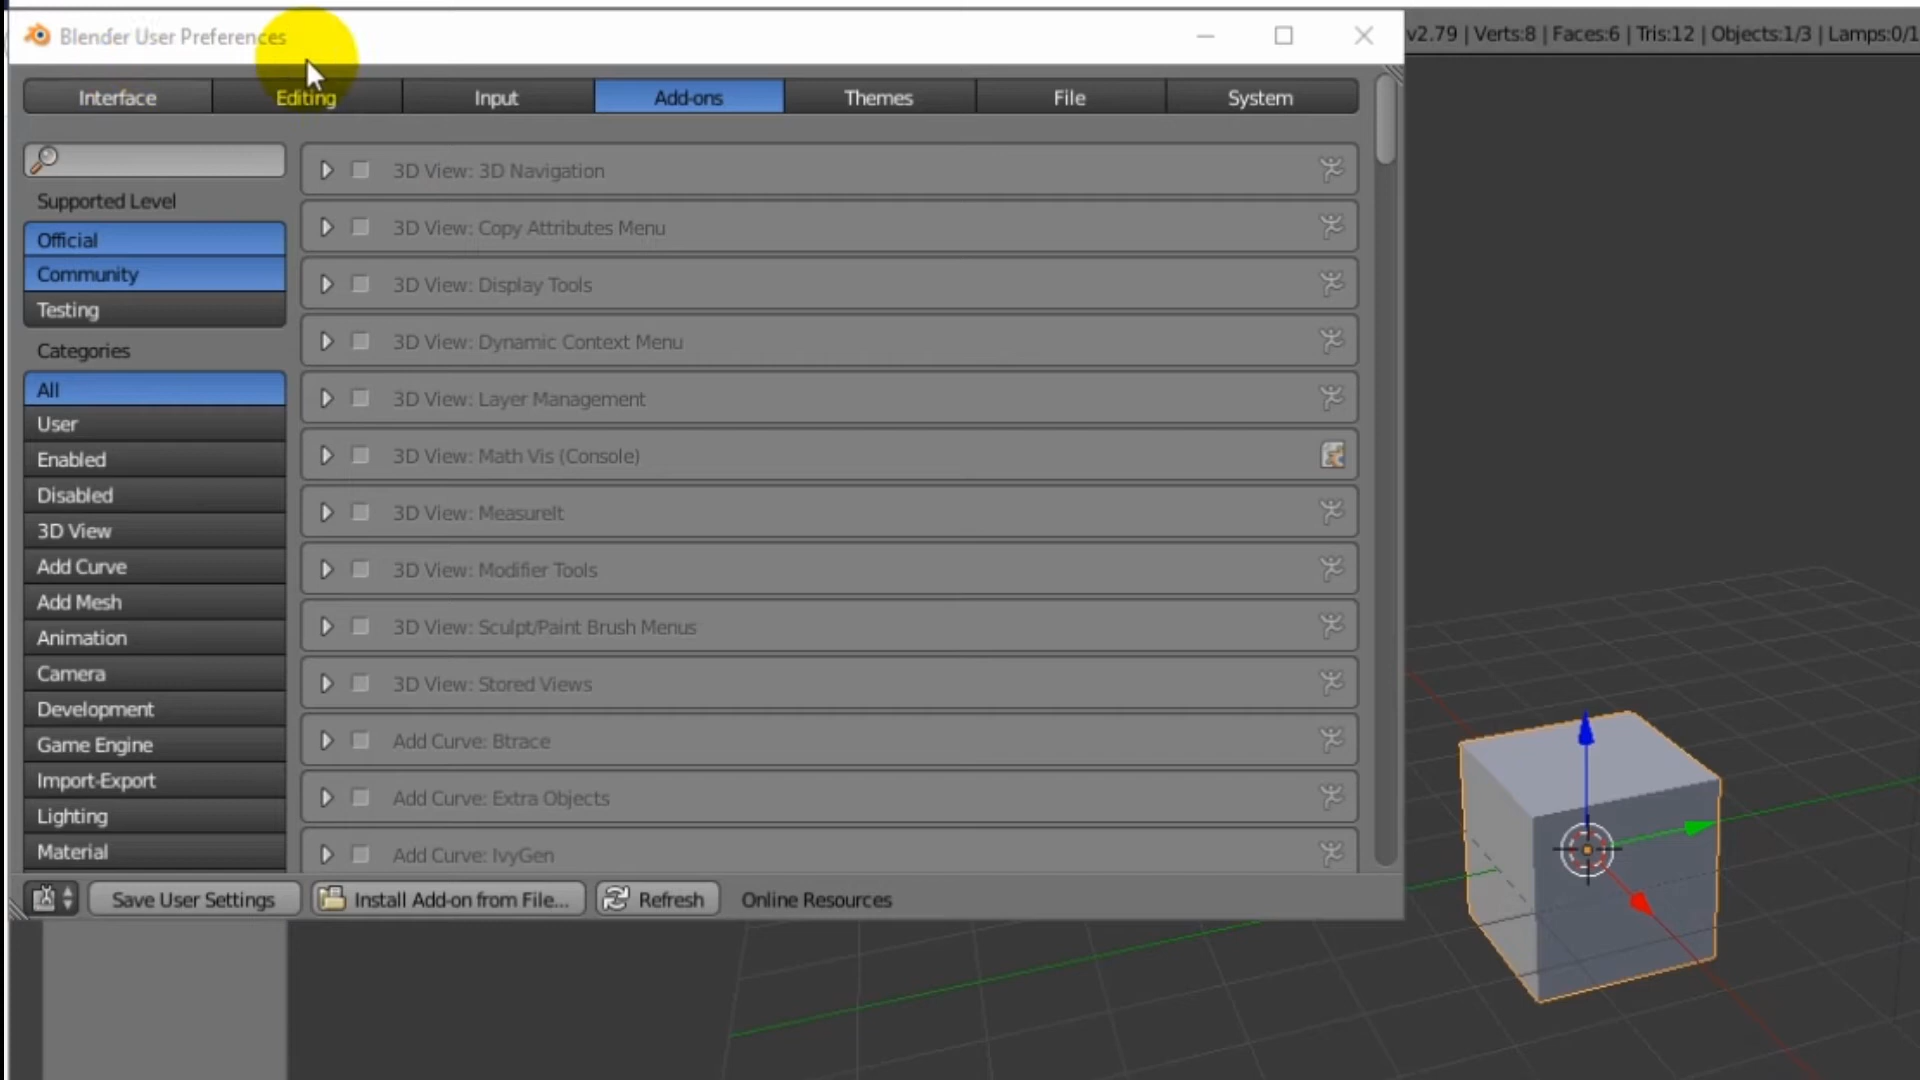 Blender User Preferences
v2.79 | Verts:8 | Faces:6 | Tris:12 | Objects:1/3 | Lamps:0/1
Interface
Editing
Input
Add-ons
Themes
File
System
Supported Level
Official
Community
Testing
Categories
All
User
Enabled
Disabled
3D View
Add Curve
Add Mesh
Animation
Camera
Development
Game Engine
Import-Export
Lighting
Material
3D View: 3D Navigation
3D View: Copy Attributes Menu
3D View: Display Tools
3D View: Dynamic Context Menu
3D View: Layer Management
3D View: Math Vis (Console)
3D View: MeasureIt
3D View: Modifier Tools
3D View: Sculpt/Paint Brush Menus
3D View: Stored Views
Add Curve: Btrace
Add Curve: Extra Objects
Add Curve: IvyGen
Save User Settings
Install Add-on from File...
Refresh
Online Resources